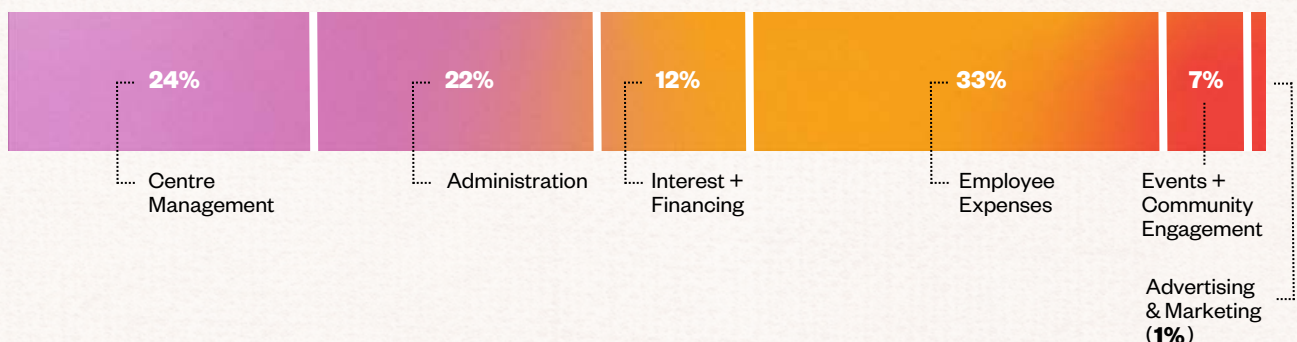 24%
22%
12%
33%
7%
Centre
Management
Administration
Interest +
Financing
Employee
Expenses
Events +
Community
Engagement
Advertising
& Marketing
(1%)